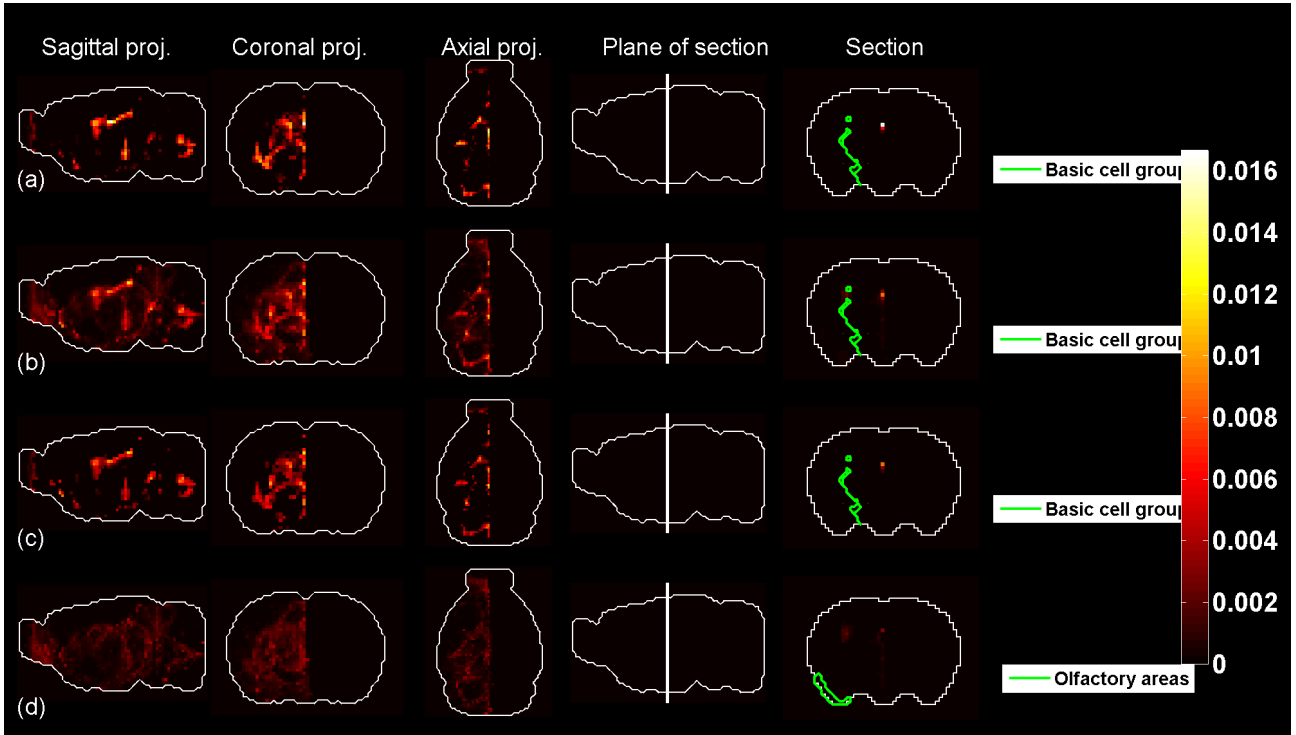 Sagittal proj. Coronal proj. Axial proj. Plane of section Section
(a)
Basic cell group
(b)
Basic cell group
(c)
Basic cell group
(d)
Olfactory areas
0.016
0.014
0.012
0.01
0.008
0.006
0.004
0.002
0